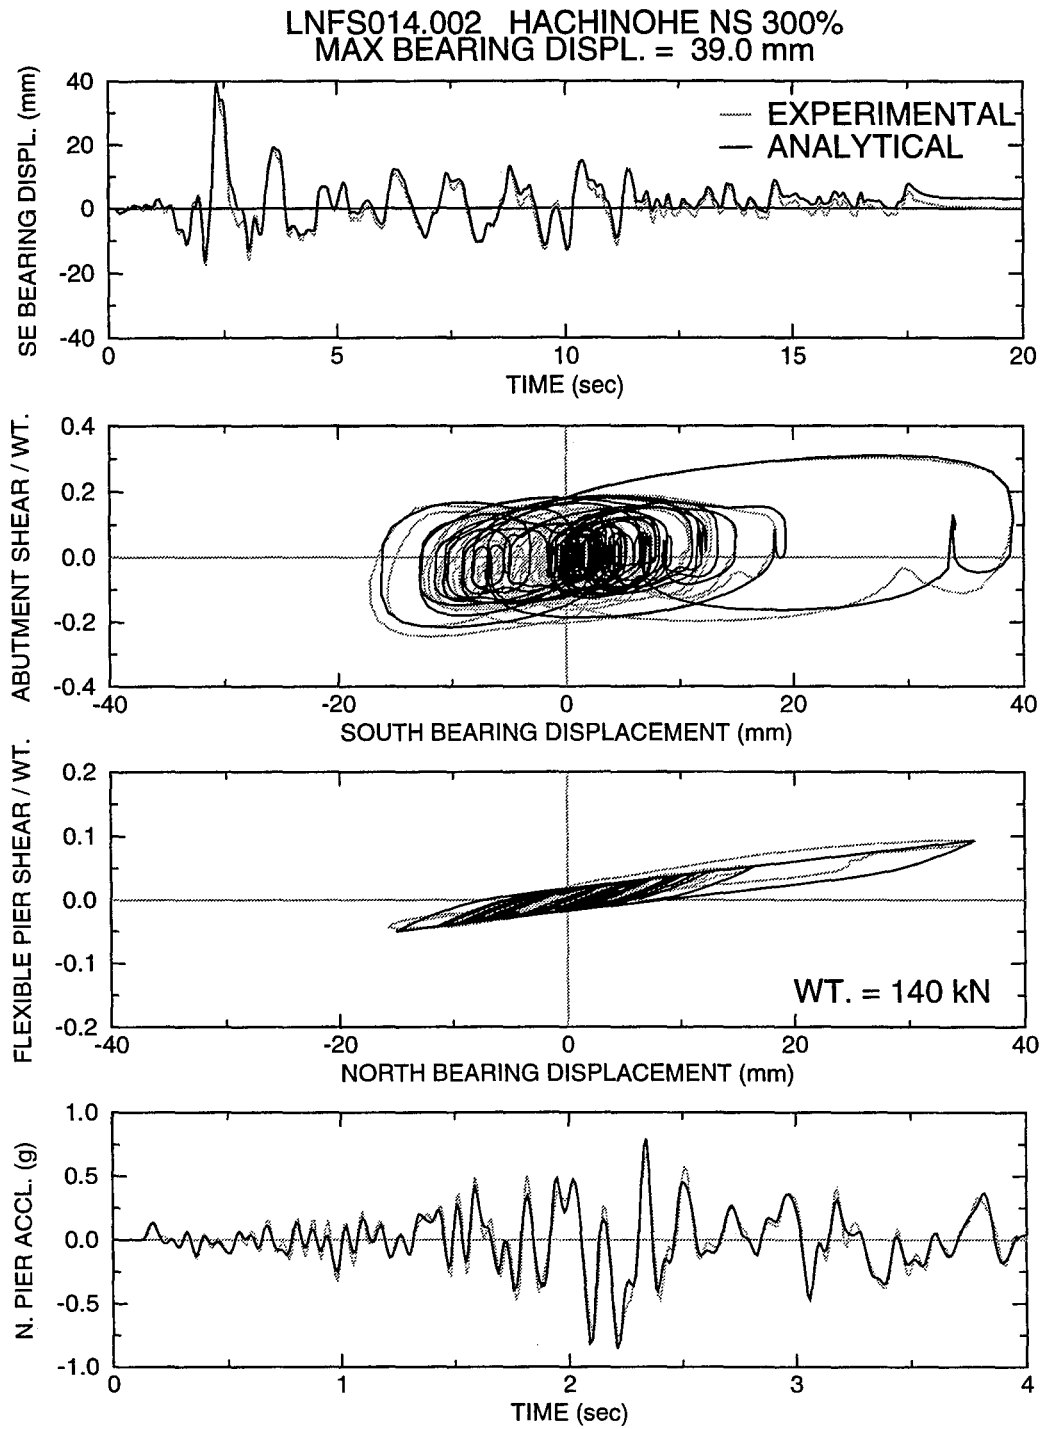 LNFS014.002 HACHINOHE NS 300%
MAX BEARING DISPL. = 39.0 mm
SE BEARING DISPL. (mm)
40
20
0
-20
-40
EXPERIMENTAL
ANALYTICAL
0 5 10 15 20
TIME (sec)
ABUTMENT SHEAR / WT.
0.4
0.2
0.0
-0.2
-0.4
-40 -20 0 20 40
SOUTH BEARING DISPLACEMENT (mm)
FLEXIBLE PIER SHEAR / WT.
0.2
0.1
0.0
-0.1
-0.2
WT. = 140 kN
-40 -20 0 20 40
NORTH BEARING DISPLACEMENT (mm)
N. PIER ACCL. (g)
1.0
0.5
0.0
-0.5
-1.0
0 1 2 3 4
TIME (sec)